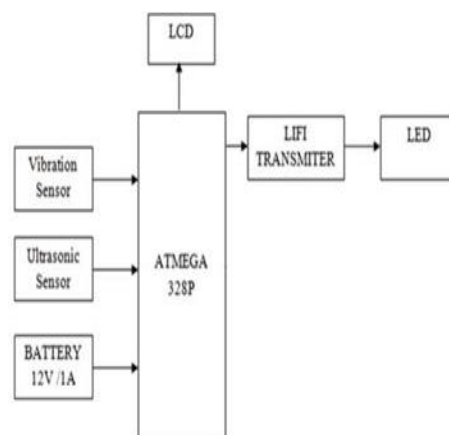 LCD
LIFI
TRANSMITER
LED
Vibration
Sensor
Ultrasonic
Sensor
ATMEGA
328P
BATTERY
12V /1A